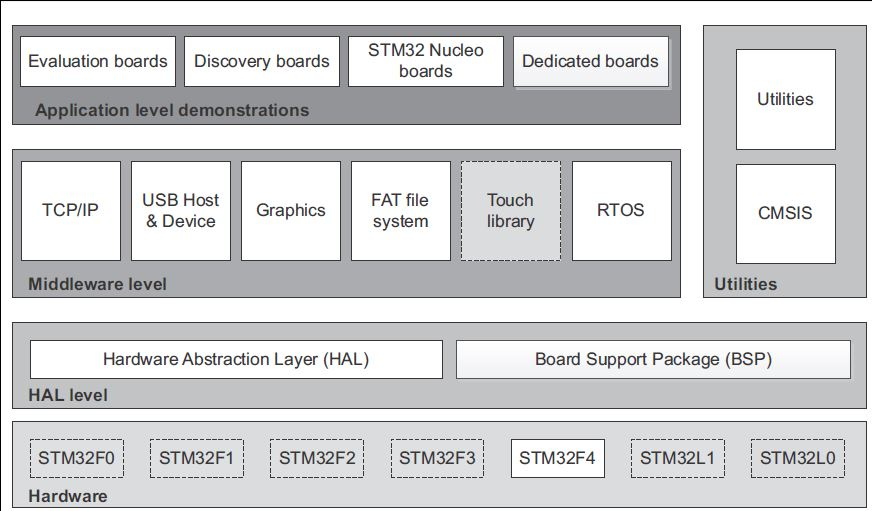 Evaluation boards
Discovery boards
STM32 Nucleo
boards
Dedicated boards
Application level demonstrations
TCP/IP
USB Host
& Device
Graphics
FAT file
system
Touch
library
RTOS
Middleware level
Utilities
CMSIS
Utilities
Hardware Abstraction Layer (HAL)
Board Support Package (BSP)
HAL level
STM32F0
STM32F1
STM32F2
STM32F3
STM32F4
STM32L1
STM32L0
Hardware